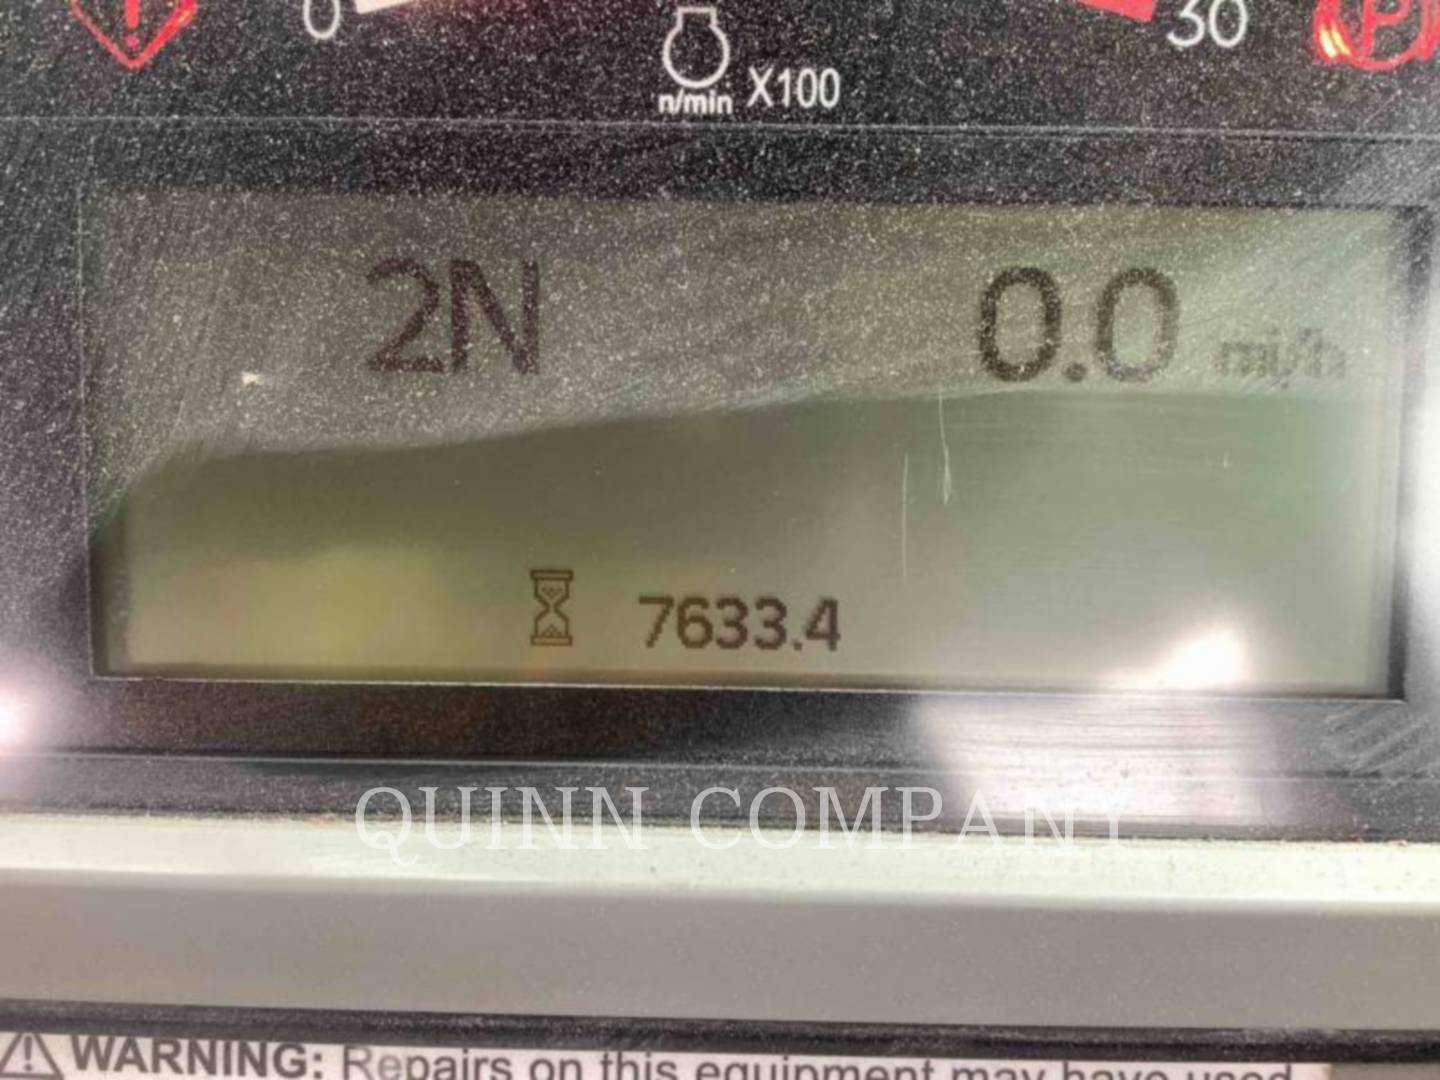 0 30
n/min X100
2N 0.0 mi/h
7633.4
QUINN COMPANY
WARNING: Repairs on this equipment may have used